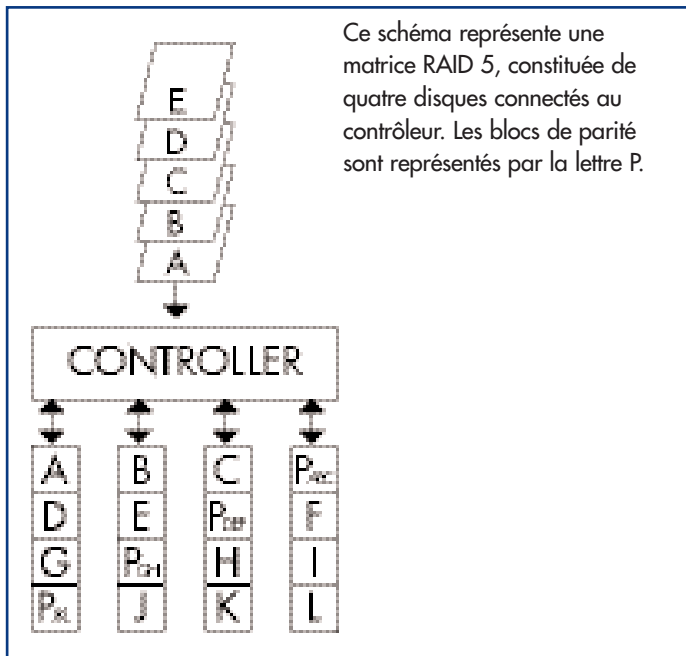 Ce schéma représente une
matrice RAID 5, constituée de
quatre disques connectés au
contrôleur. Les blocs de parité
sont représentés par la lettre P.
E
D
C
B
A
CONTROLLER
A B C P
D E P F
G P H I
P J K L